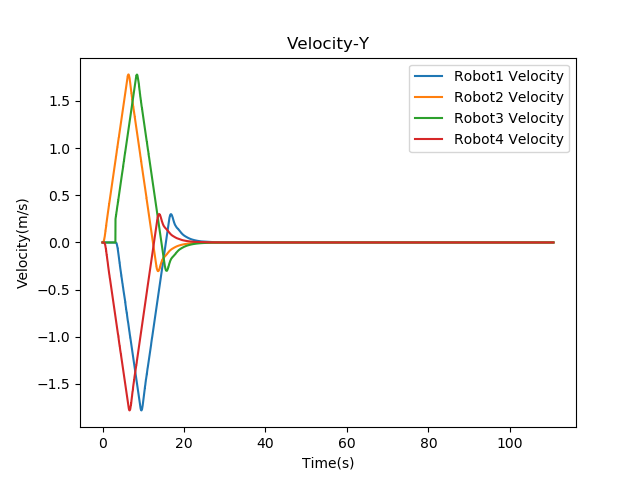 Velocity-Y
Robot1 Velocity
Robot2 Velocity
Robot3 Velocity
Robot4 Velocity
1.5
1.0
0.5
0.0
−0.5
−1.0
−1.5
Velocity(m/s)
0 20 40 60 80 100
Time(s)